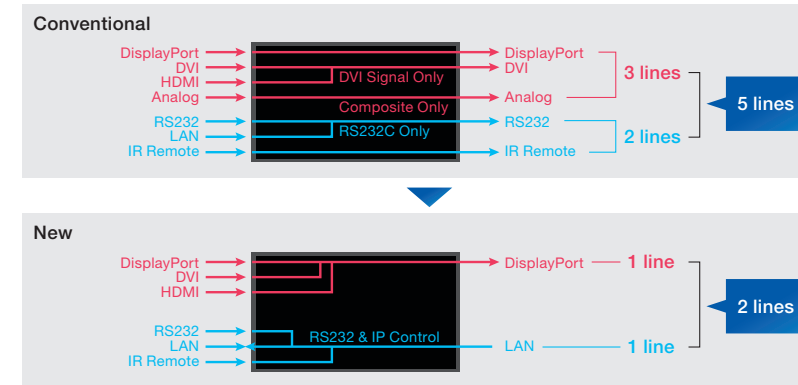 Conventional
DisplayPort DisplayPort
DVI DVI Signal Only DVI
HDMI 3 lines
Analog Composite Only Analog
5 lines
RS232 RS232C Only RS232
LAN 2 lines
IR Remote IR Remote
New
DisplayPort DisplayPort 1 line
DVI
HDMI
2 lines
RS232 RS232 & IP Control
LAN LAN 1 line
IR Remote